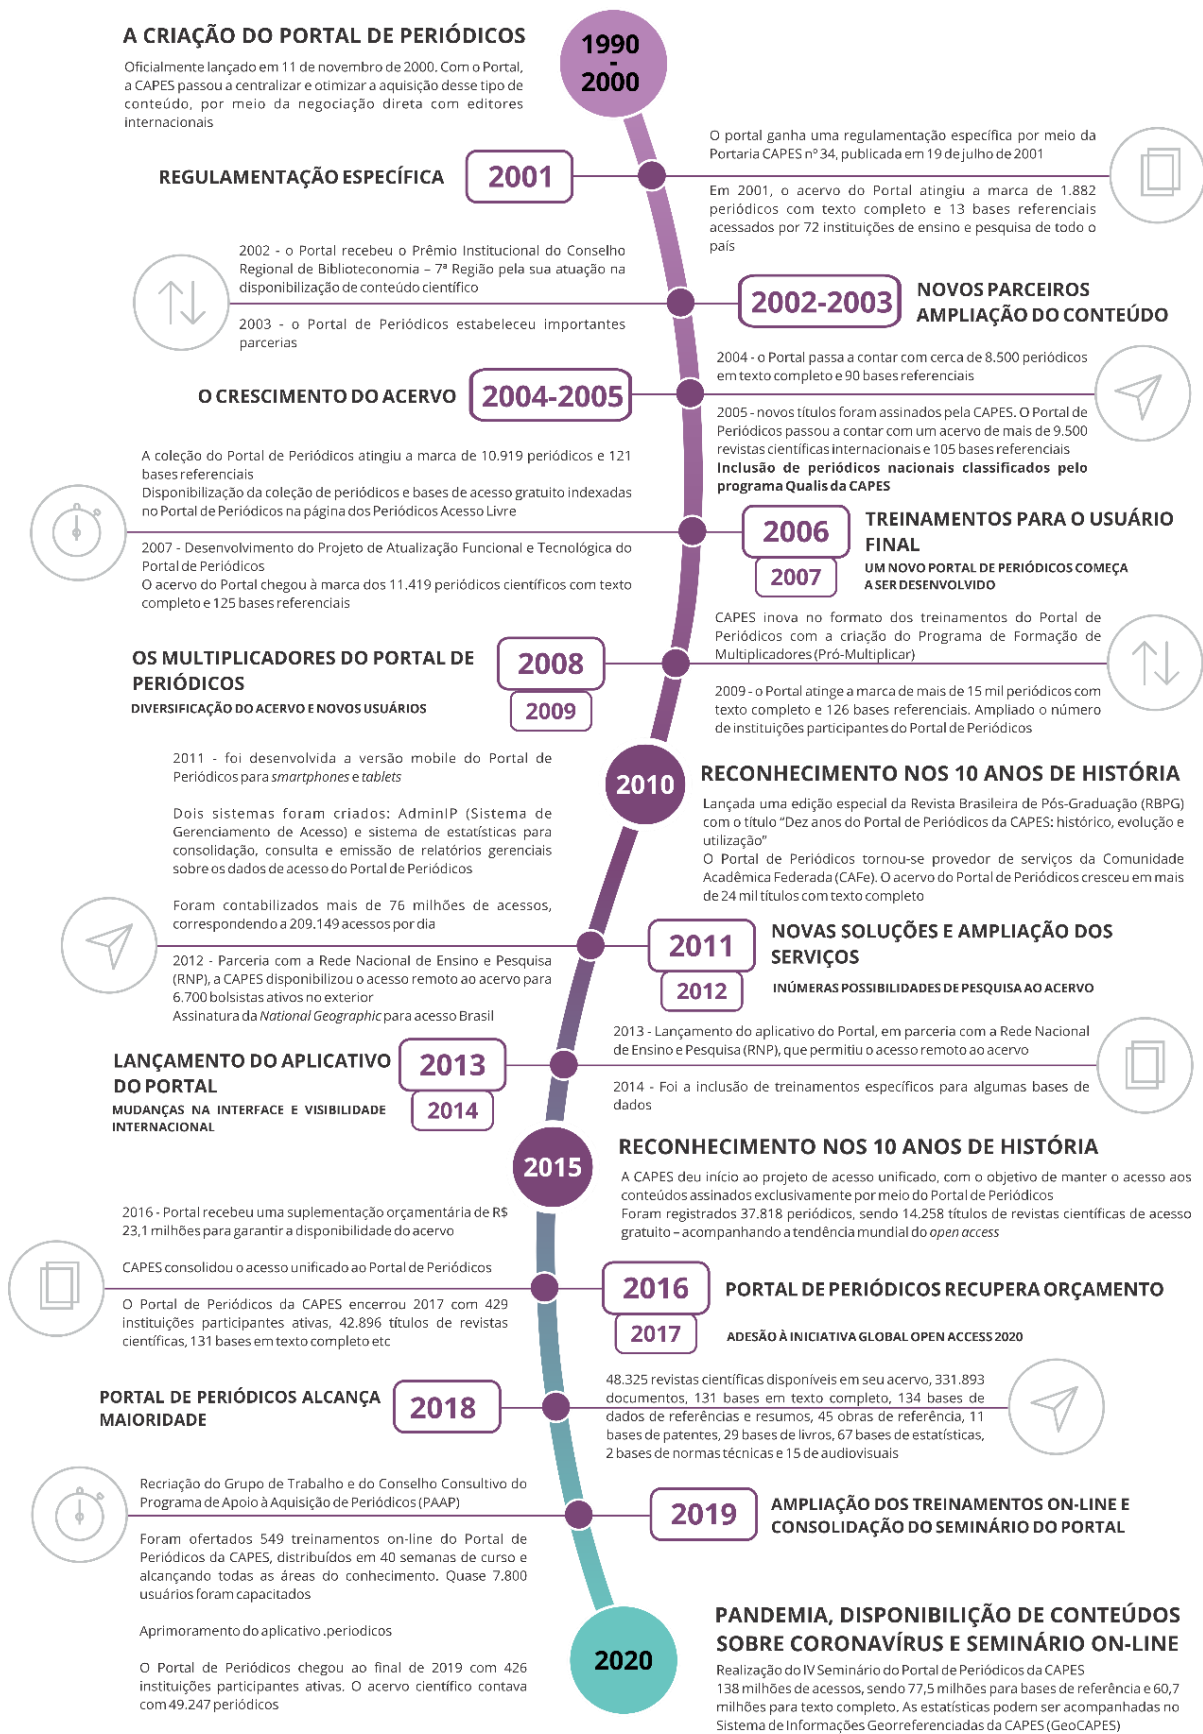 A CRIAÇÃO DO PORTAL DE PERIÓDICOS
Oficialmente lançado em 11 de novembro de 2000. Com o Portal,
a CAPES passou a centralizar e otimizar a aquisição desse tipo de
conteúdo, por meio da negociação direta com editores
internacionais
1990
-
2000
REGULAMENTAÇÃO ESPECÍFICA
2001
O portal ganha uma regulamentação específica por meio da
Portaria CAPES nº 34, publicada em 19 de julho de 2001
Em 2001, o acervo do Portal atingiu a marca de 1.882
periódicos com texto completo e 13 bases referenciais
acessados por 72 instituições de ensino e pesquisa de todo o
país
2002 - o Portal recebeu o Prêmio Institucional do Conselho
Regional de Biblioteconomia – 7ª Região pela sua atuação na
disponibilização de conteúdo científico
2003 - o Portal de Periódicos estabeleceu importantes
parcerias
2002-2003
NOVOS PARCEIROS
AMPLIAÇÃO DO CONTEÚDO
O CRESCIMENTO DO ACERVO
2004-2005
2004 - o Portal passa a contar com cerca de 8.500 periódicos
em texto completo e 90 bases referenciais
2005 - novos títulos foram assinados pela CAPES. O Portal de
Periódicos passou a contar com um acervo de mais de 9.500
revistas científicas internacionais e 105 bases referenciais
Inclusão de periódicos nacionais classificados pelo
programa Qualis da CAPES
A coleção do Portal de Periódicos atingiu a marca de 10.919 periódicos e 121
bases referenciais
Disponibilização da coleção de periódicos e bases de acesso gratuito indexadas
no Portal de Periódicos na página dos Periódicos Acesso Livre
2007 - Desenvolvimento do Projeto de Atualização Funcional e Tecnológica do
Portal de Periódicos
O acervo do Portal chegou à marca dos 11.419 periódicos científicos com texto
completo e 125 bases referenciais
2006
2007
TREINAMENTOS PARA O USUÁRIO
FINAL
UM NOVO PORTAL DE PERIÓDICOS COMEÇA
A SER DESENVOLVIDO
OS MULTIPLICADORES DO PORTAL DE
PERIÓDICOS
DIVERSIFICAÇÃO DO ACERVO E NOVOS USUÁRIOS
2008
2009
CAPES inova no formato dos treinamentos do Portal de
Periódicos com a criação do Programa de Formação de
Multiplicadores (Pró-Multiplicar)
2009 - o Portal atinge a marca de mais de 15 mil periódicos com
texto completo e 126 bases referenciais. Ampliado o número
de instituições participantes do Portal de Periódicos
2010
RECONHECIMENTO NOS 10 ANOS DE HISTÓRIA
Lançada uma edição especial da Revista Brasileira de Pós-Graduação (RBPG)
com o título “Dez anos do Portal de Periódicos da CAPES: histórico, evolução e
utilização”
O Portal de Periódicos tornou-se provedor de serviços da Comunidade
Acadêmica Federada (CAFe). O acervo do Portal de Periódicos cresceu em mais
de 24 mil títulos com texto completo
2011 - foi desenvolvida a versão mobile do Portal de
Periódicos para smartphones e tablets
Dois sistemas foram criados: AdminIP (Sistema de
Gerenciamento de Acesso) e sistema de estatísticas para
consolidação, consulta e emissão de relatórios gerenciais
sobre os dados de acesso do Portal de Periódicos
Foram contabilizados mais de 76 milhões de acessos,
correspondendo a 209.149 acessos por dia
2012 - Parceria com a Rede Nacional de Ensino e Pesquisa
(RNP), a CAPES disponibilizou o acesso remoto ao acervo para
6.700 bolsistas ativos no exterior
Assinatura da National Geographic para acesso Brasil
2011
2012
NOVAS SOLUÇÕES E AMPLIAÇÃO DOS
SERVIÇOS
INÚMERAS POSSIBILIDADES DE PESQUISA AO ACERVO
LANÇAMENTO DO APLICATIVO
DO PORTAL
MUDANÇAS NA INTERFACE E VISIBILIDADE
INTERNACIONAL
2013
2014
2013 - Lançamento do aplicativo do Portal, em parceria com a Rede Nacional
de Ensino e Pesquisa (RNP), que permitiu o acesso remoto ao acervo
2014 - Foi a inclusão de treinamentos específicos para algumas bases de
dados
2015
RECONHECIMENTO NOS 10 ANOS DE HISTÓRIA
A CAPES deu início ao projeto de acesso unificado, com o objetivo de manter o acesso aos
conteúdos assinados exclusivamente por meio do Portal de Periódicos
Foram registrados 37.818 periódicos, sendo 14.258 títulos de revistas científicas de acesso
gratuito – acompanhando a tendência mundial do open access
2016 - Portal recebeu uma suplementação orçamentária de R$
23,1 milhões para garantir a disponibilidade do acervo
CAPES consolidou o acesso unificado ao Portal de Periódicos
O Portal de Periódicos da CAPES encerrou 2017 com 429
instituições participantes ativas, 42.896 títulos de revistas
científicas, 131 bases em texto completo etc
2016
2017
PORTAL DE PERIÓDICOS RECUPERA ORÇAMENTO
ADESÃO À INICIATIVA GLOBAL OPEN ACCESS 2020
PORTAL DE PERIÓDICOS ALCANÇA
MAIORIDADE
2018
48.325 revistas científicas disponíveis em seu acervo, 331.893
documentos, 131 bases em texto completo, 134 bases de
dados de referências e resumos, 45 obras de referência, 11
bases de patentes, 29 bases de livros, 67 bases de estatísticas,
2 bases de normas técnicas e 15 de audiovisuais
Recriação do Grupo de Trabalho e do Conselho Consultivo do
Programa de Apoio à Aquisição de Periódicos (PAAP)
Foram ofertados 549 treinamentos on-line do Portal de
Periódicos da CAPES, distribuídos em 40 semanas de curso e
alcançando todas as áreas do conhecimento. Quase 7.800
usuários foram capacitados
Aprimoramento do aplicativo .periodicos
O Portal de Periódicos chegou ao final de 2019 com 426
instituições participantes ativas. O acervo científico contava
com 49.247 periódicos
2019
AMPLIAÇÃO DOS TREINAMENTOS ON-LINE E
CONSOLIDAÇÃO DO SEMINÁRIO DO PORTAL
2020
PANDEMIA, DISPONIBILIÇÃO DE CONTEÚDOS
SOBRE CORONAVÍRUS E SEMINÁRIO ON-LINE
Realização do IV Seminário do Portal de Periódicos da CAPES
138 milhões de acessos, sendo 77,5 milhões para bases de referência e 60,7
milhões para texto completo. As estatísticas podem ser acompanhadas no
Sistema de Informações Georreferenciadas da CAPES (GeoCAPES)